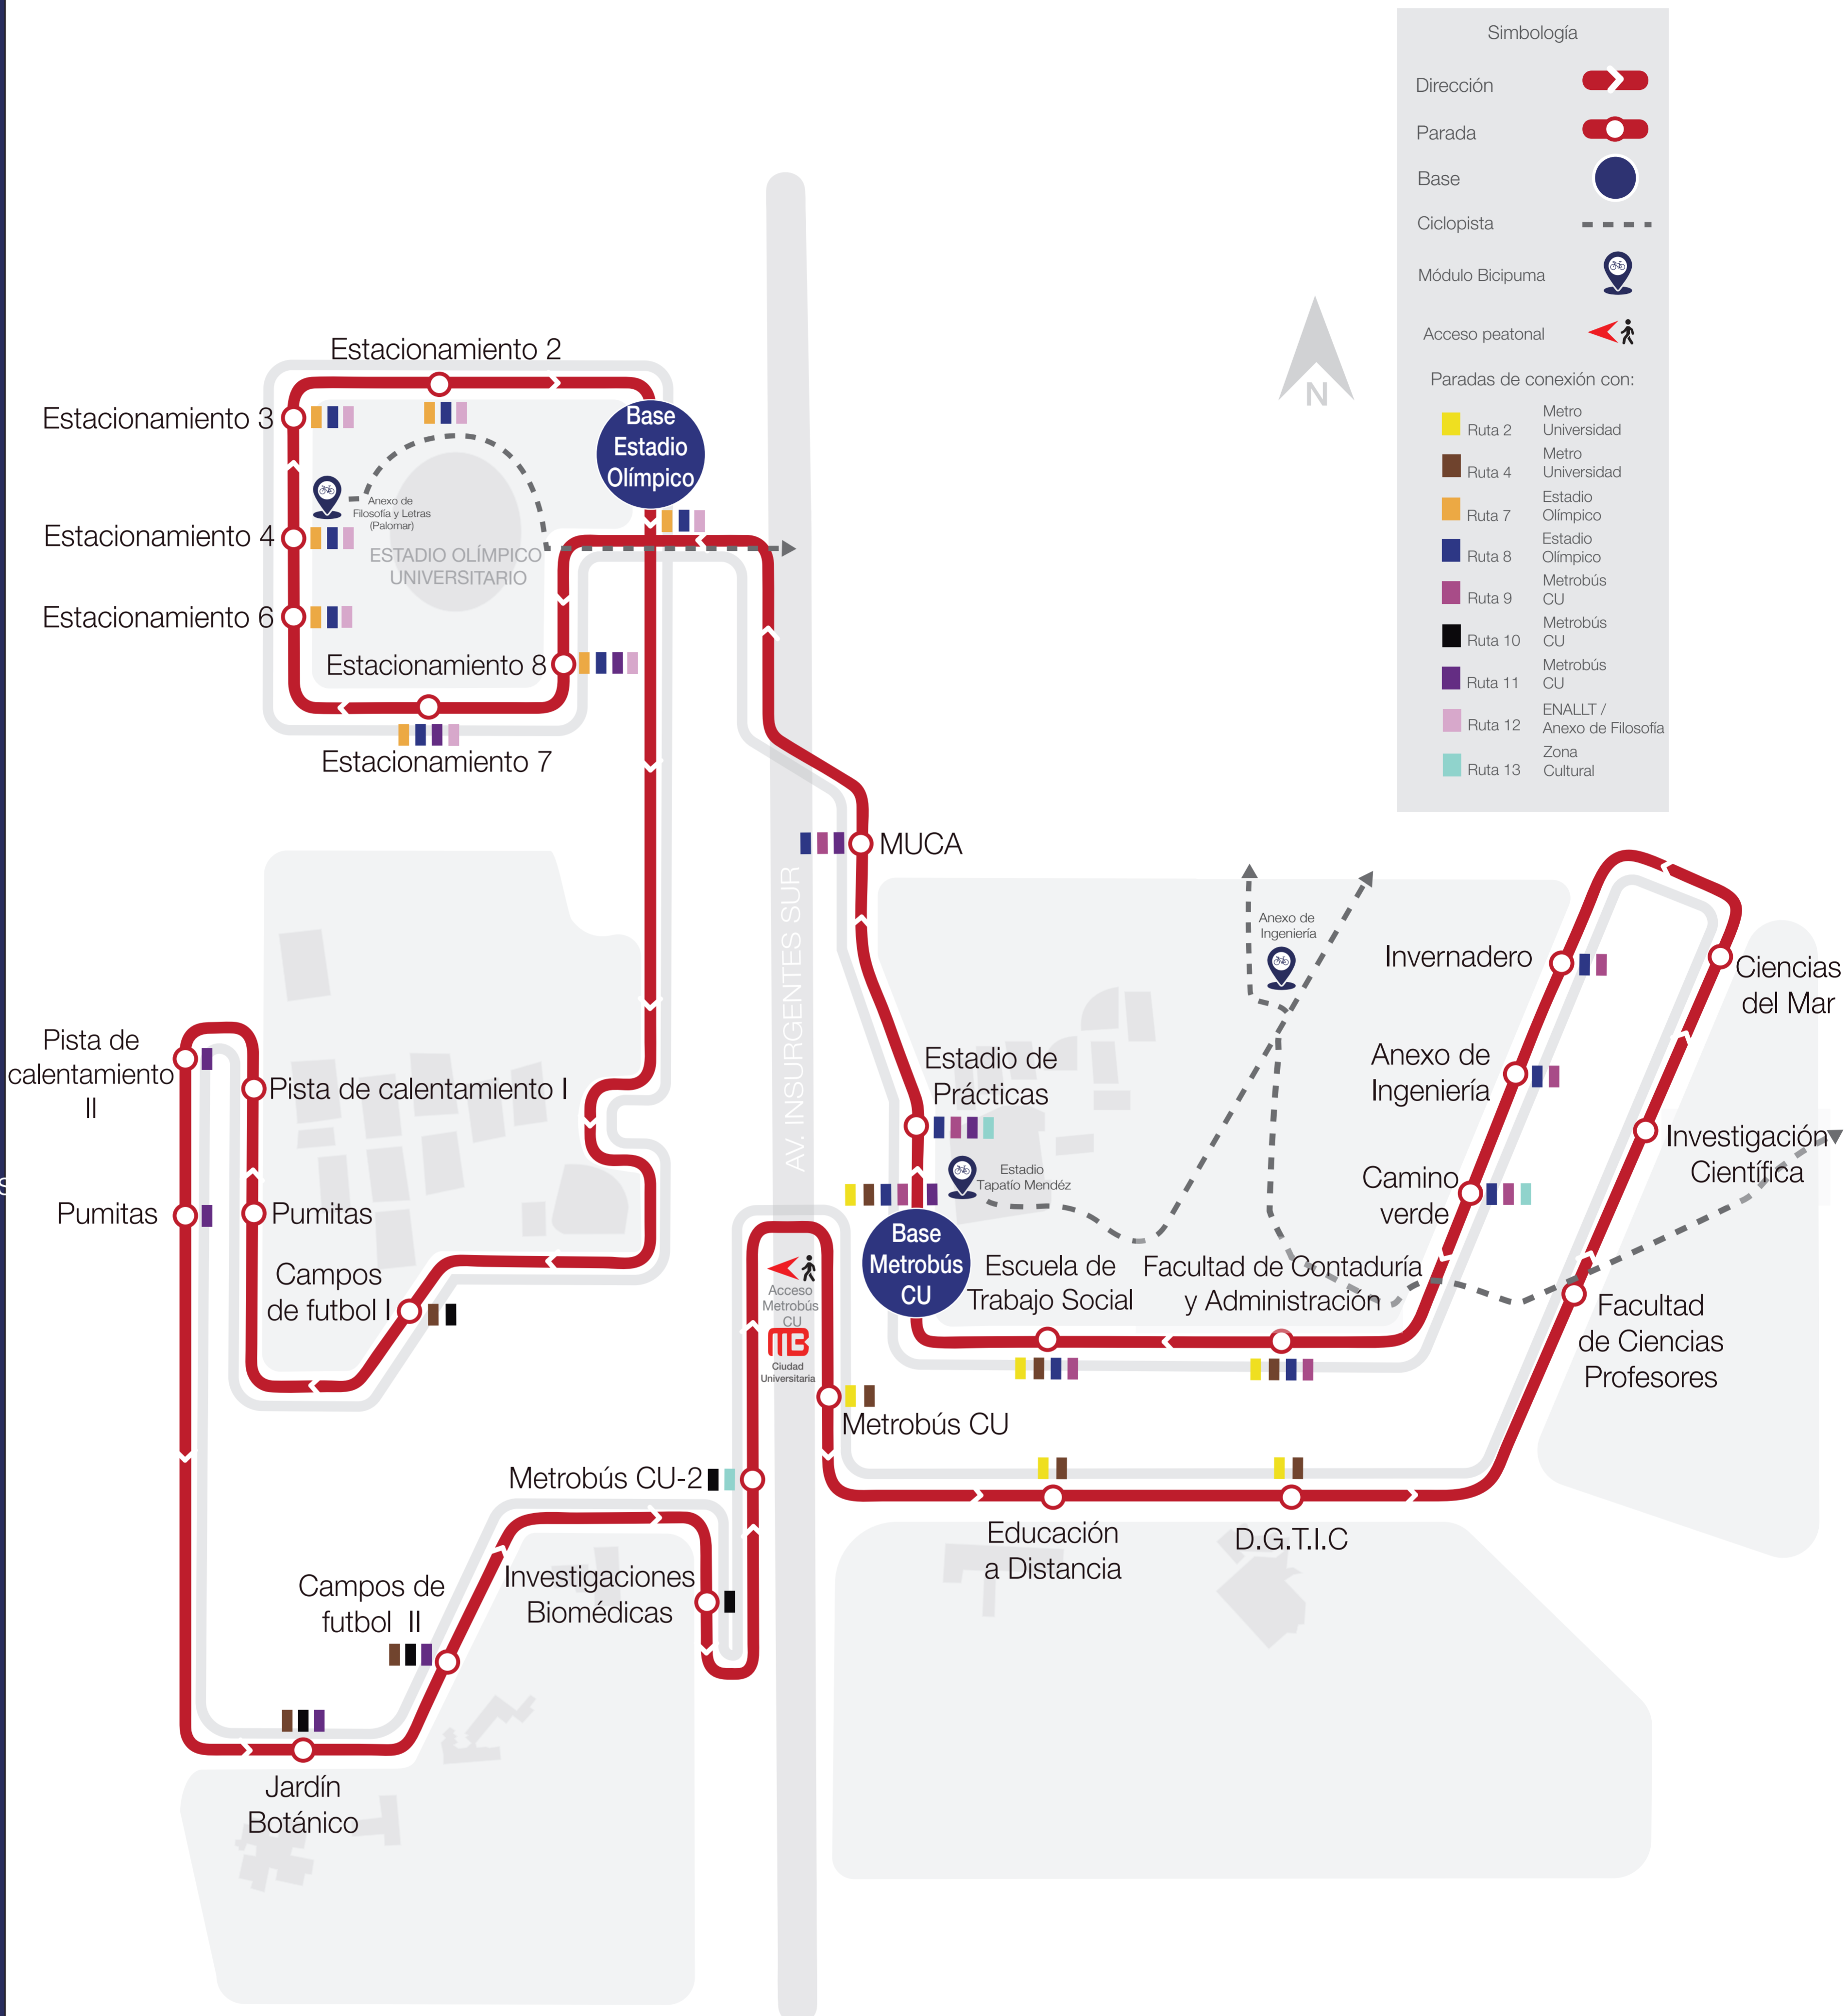 Simbología
Dirección
Parada
Base
Ciclopista
Módulo Bicipuma
Acceso peatonal
Paradas de conexión con:
Ruta 2
Metro
Universidad
Ruta 4
Metro
Universidad
Ruta 7
Estadio
Olímpico
Ruta 8
Estadio
Olímpico
Ruta 9
Metrobús
CU
Ruta 10
Metrobús
CU
Ruta 11
Metrobús
CU
Ruta 12
ENALLT /
Anexo de Filosofía
Ruta 13
Zona
Cultural
N
Estacionamiento 2
Estacionamiento 3
Base
Estadio
Olímpico
Anexo de
Filosofía y Letras
(Palomar)
Estacionamiento 4
ESTADIO OLÍMPICO
UNIVERSITARIO
Estacionamiento 6
Estacionamiento 8
Estacionamiento 7
MUCA
AV. INSURGENTES SUR
Anexo de
Ingeniería
Invernadero
Ciencias
del Mar
Pista de
calentamiento
II
Pista de calentamiento I
Estadio de
Prácticas
Anexo de
Ingeniería
Investigación
Científica
Estadio
Tapatío Mendéz
Camino
verde
S
Pumitas
Pumitas
Base
Metrobús
CU
Escuela de
Trabajo Social
Facultad de Contaduría
y Administración
Campos
de futbol I
Acceso
Metrobús
CU
MB
Ciudad
Universitaria
Facultad
de Ciencias
Profesores
Metrobús CU
Metrobús CU-2
Educación
a Distancia
D.G.T.I.C
Campos de
futbol II
Investigaciones
Biomédicas
Jardín
Botánico